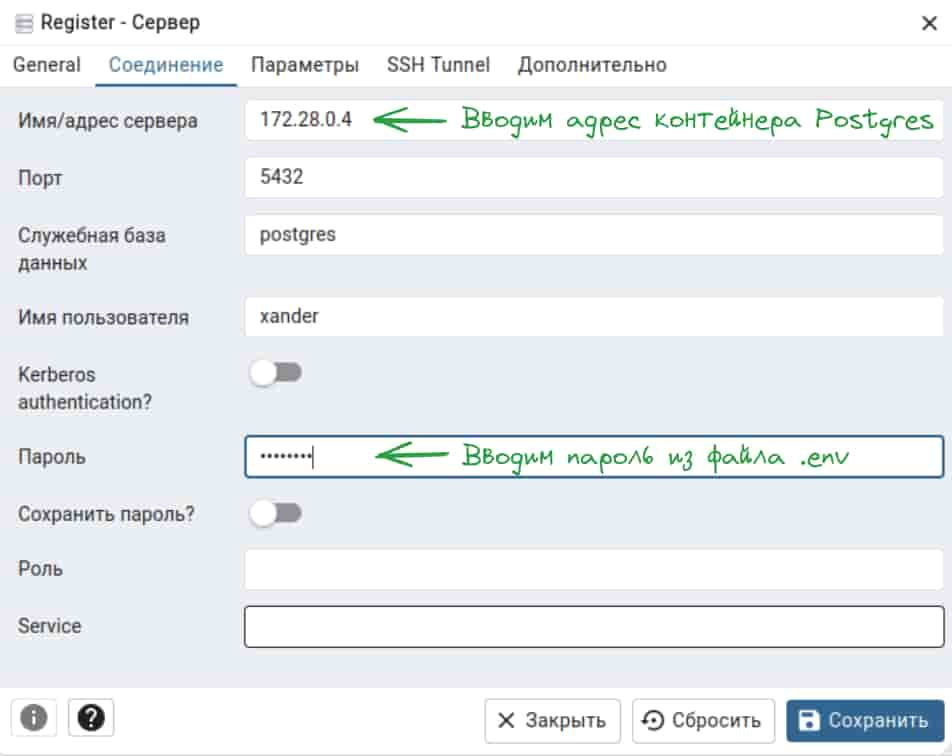 Register - Сервер
General Соединение Параметры SSH Tunnel Дополнительно
Имя/адрес сервера 172.28.0.4 Вводим адрес контейнера Postgres
Порт 5432
Служебная база данных postgres
Имя пользователя xander
Kerberos authentication?
Пароль •••••••• Вводим пароль из файла .env
Сохранить пароль?
Роль
Service
Закрыть Сбросить Сохранить